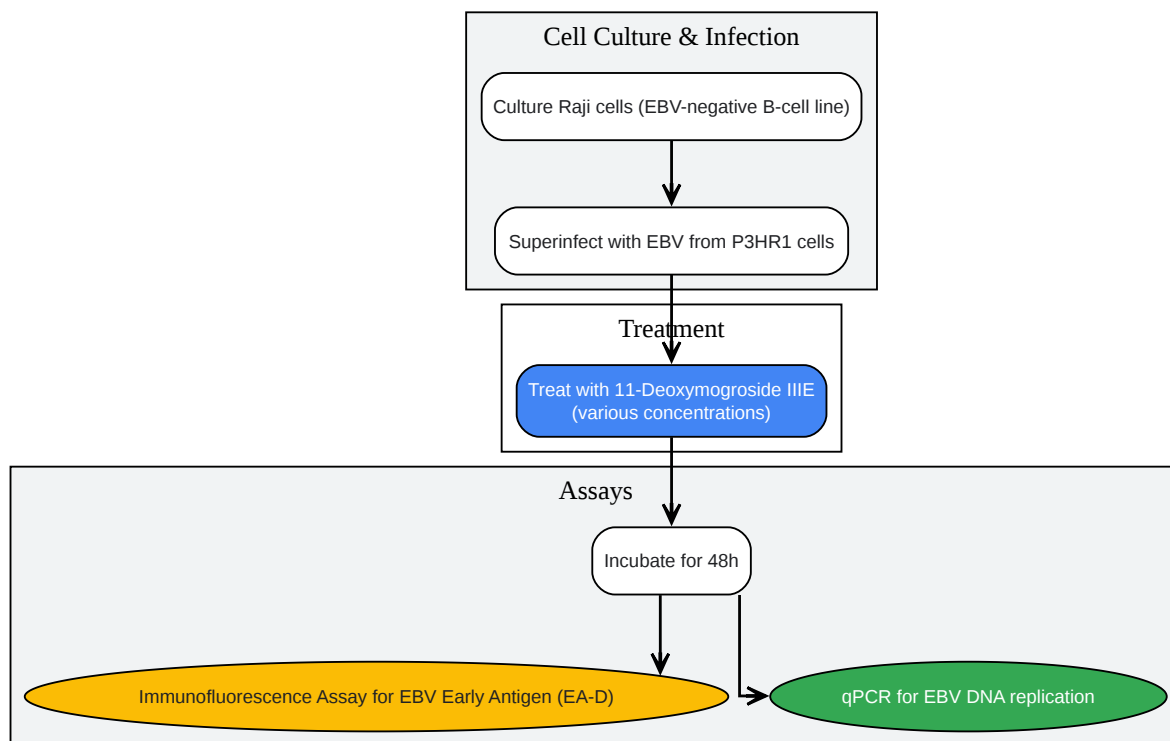 Cell Culture & Infection
Culture Raji cells (EBV-negative B-cell line)
Superinfect with EBV from P3HR1 cells
Treatment
Treat with 11-Deoxymogroside IIIE
(various concentrations)
Assays
Incubate for 48h
Immunofluorescence Assay for EBV Early Antigen (EA-D)
qPCR for EBV DNA replication